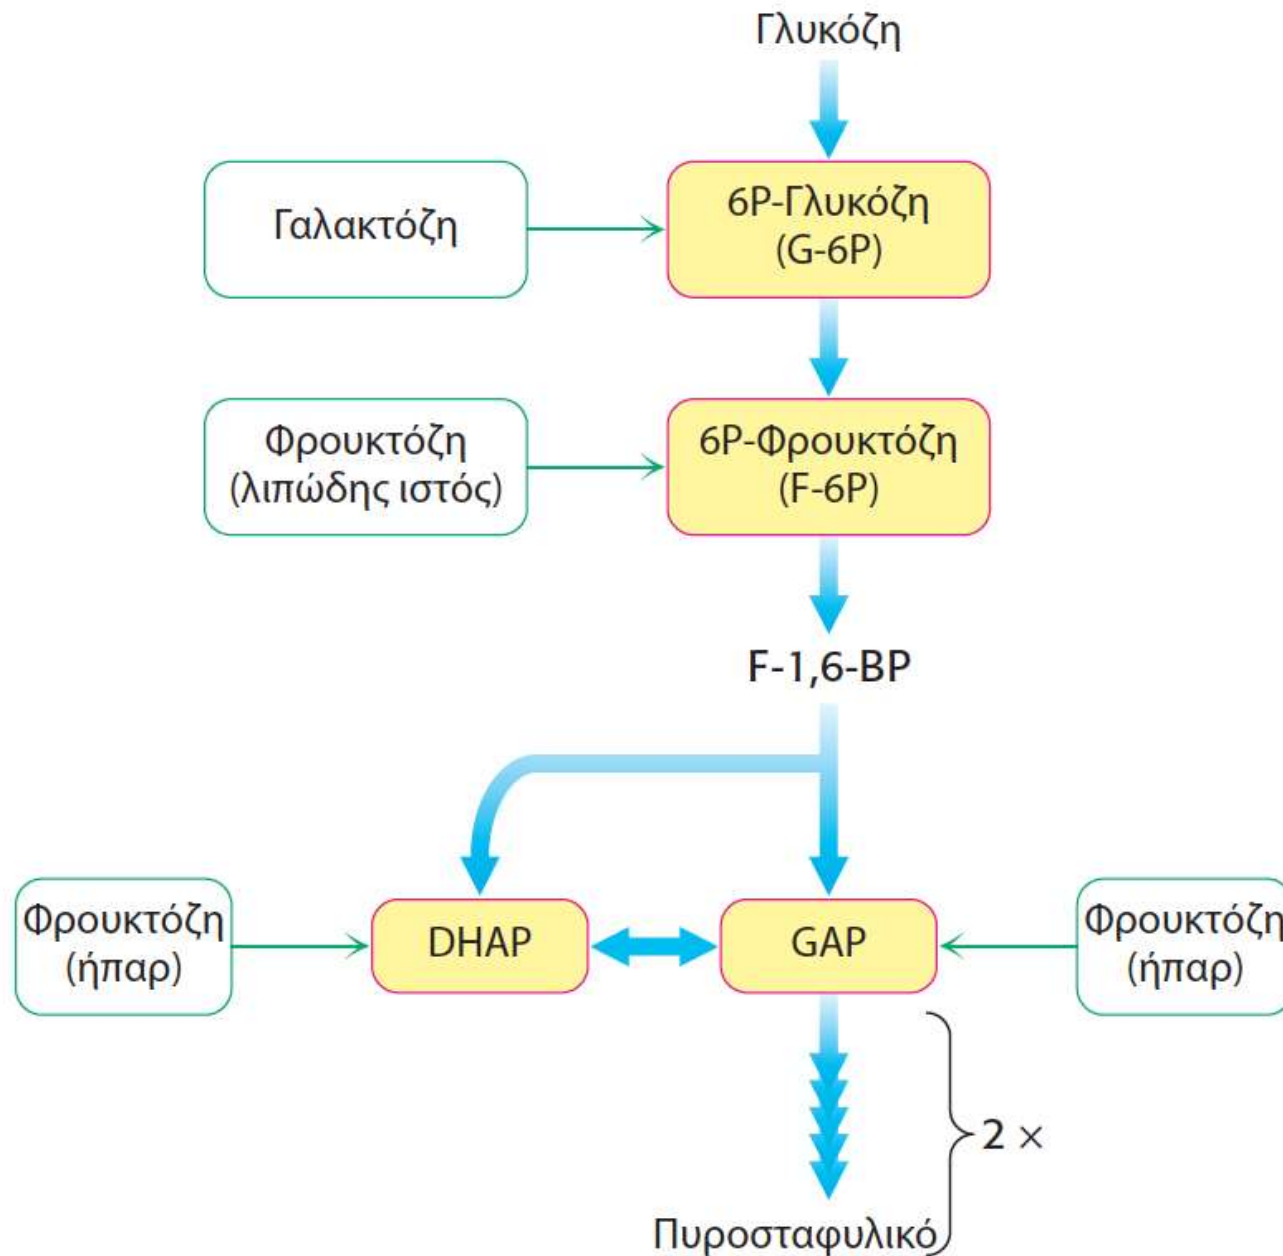 Γλυκόζη
Γαλακτόζη
6P-Γλυκόζη
(G-6P)
Φρουκτόζη
(λιπώδης ιστός)
6P-Φρουκτόζη
(F-6P)
F-1,6-BP
Φρουκτόζη
(ήπαρ)
DHAP
GAP
Φρουκτόζη
(ήπαρ)
2 ×
Πυροσταφυλικό